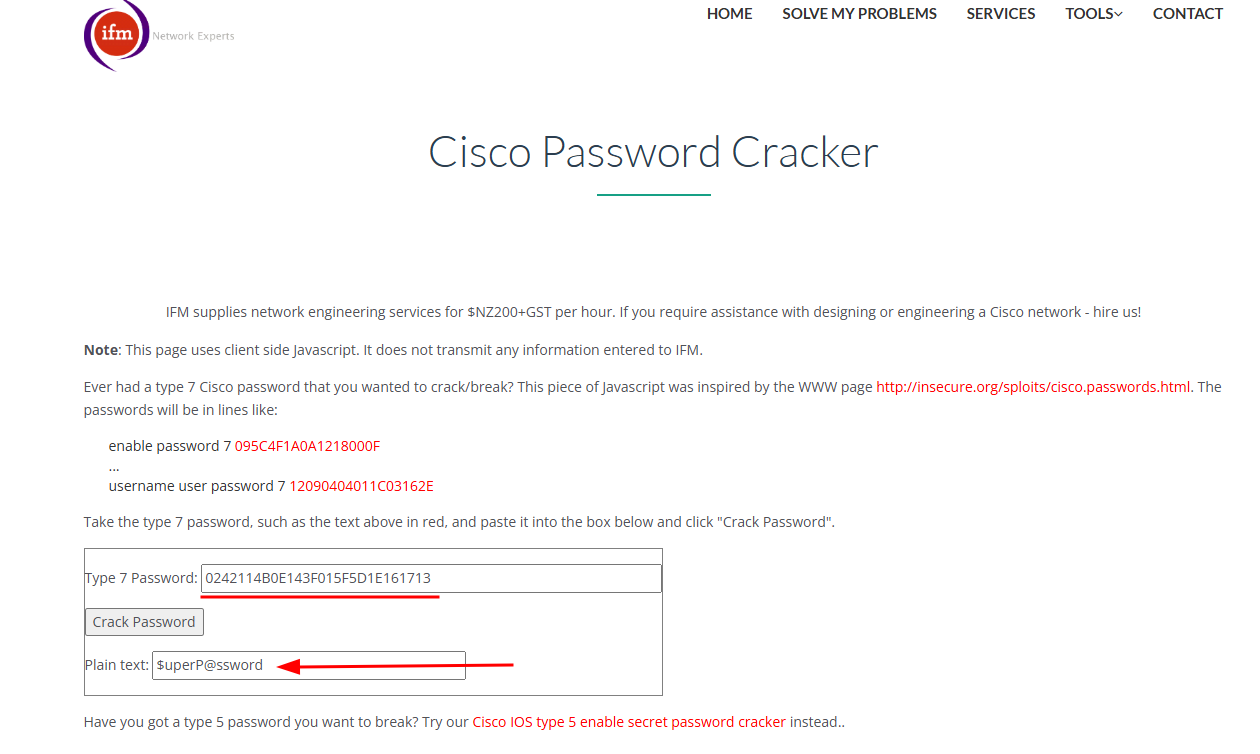 ifm Network Experts
HOME SOLVE MY PROBLEMS SERVICES TOOLS CONTACT
Cisco Password Cracker
IFM supplies network engineering services for $NZ200+GST per hour. If you require assistance with designing or engineering a Cisco network - hire us!
Note: This page uses client side Javascript. It does not transmit any information entered to IFM.
Ever had a type 7 Cisco password that you wanted to crack/break? This piece of Javascript was inspired by the WWW page http://insecure.org/sploits/cisco.passwords.html. The
passwords will be in lines like:
enable password 7 095C4F1A0A1218000F
...
username user password 7 12090404011C03162E
Take the type 7 password, such as the text above in red, and paste it into the box below and click "Crack Password".
Type 7 Password: 0242114B0E143F015F5D1E161713
Crack Password
Plain text: $uperP@ssword
Have you got a type 5 password you want to break? Try our Cisco IOS type 5 enable secret password cracker instead..